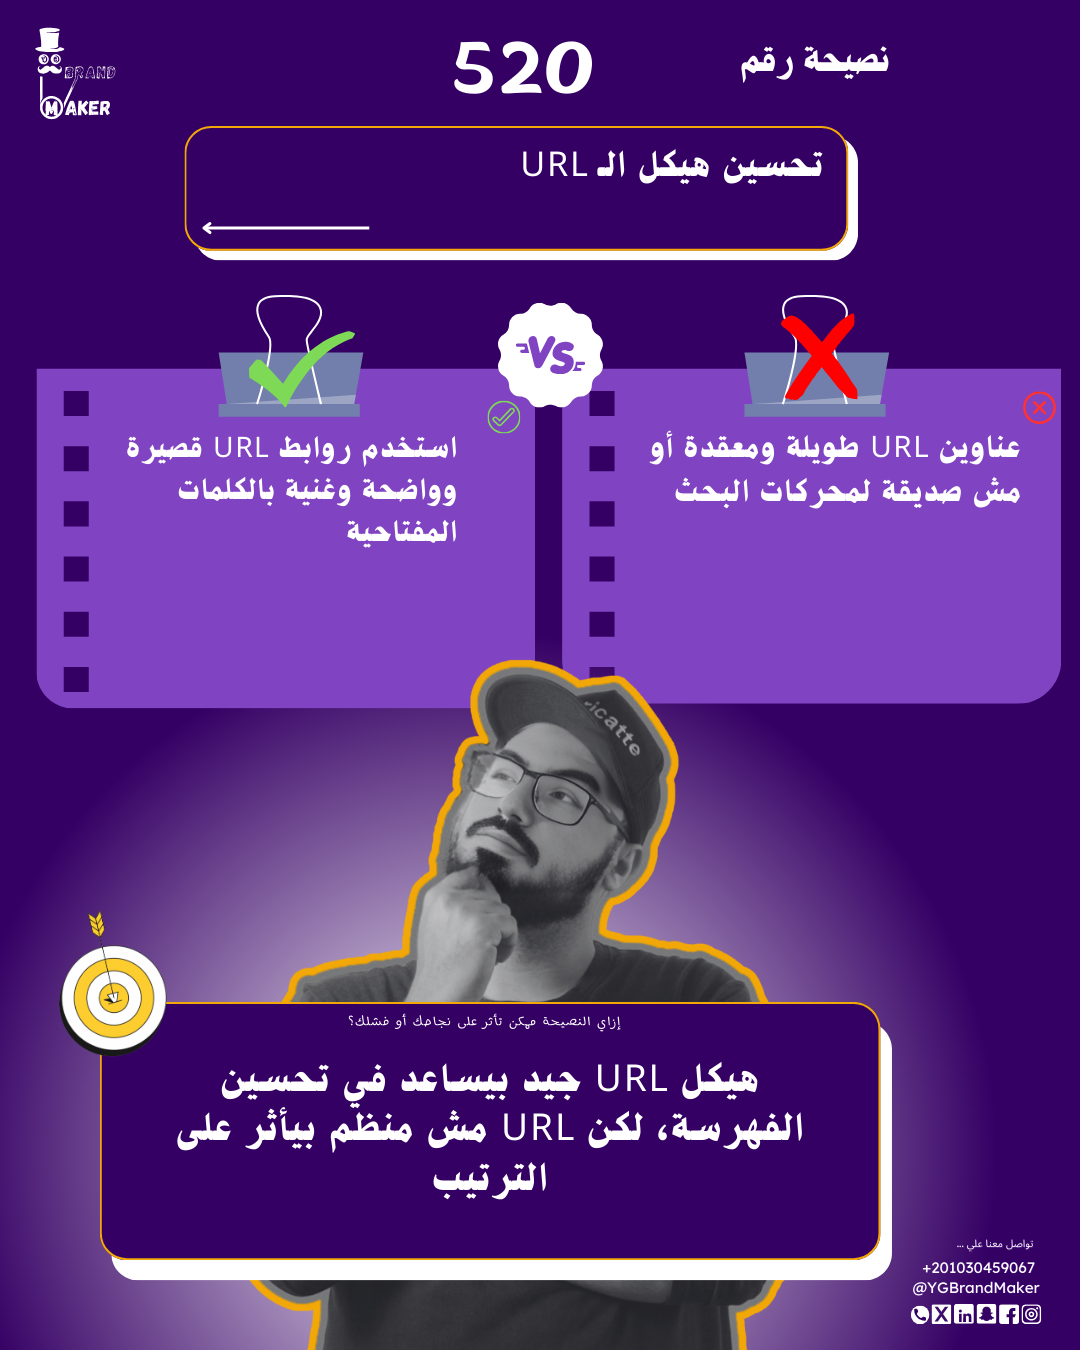 BRAND
MAKER
نصيحة رقم
520
تحسين هيكل الـ URL
VS
عناوين URL طويلة ومعقدة أو
مش صديقة لمحركات البحث
استخدم روابط URL قصيرة
وواضحة وغنية بالكلمات
المفتاحية
icatte
إزاي النصيحة ممكن تأثر على نجاحك أو فشلك؟
هيكل URL جيد بيساعد في تحسين
الفهرسة، لكن URL مش منظم بيأثر على
الترتيب
تواصل معنا علي ...
+201030459067
@YGBrandMaker